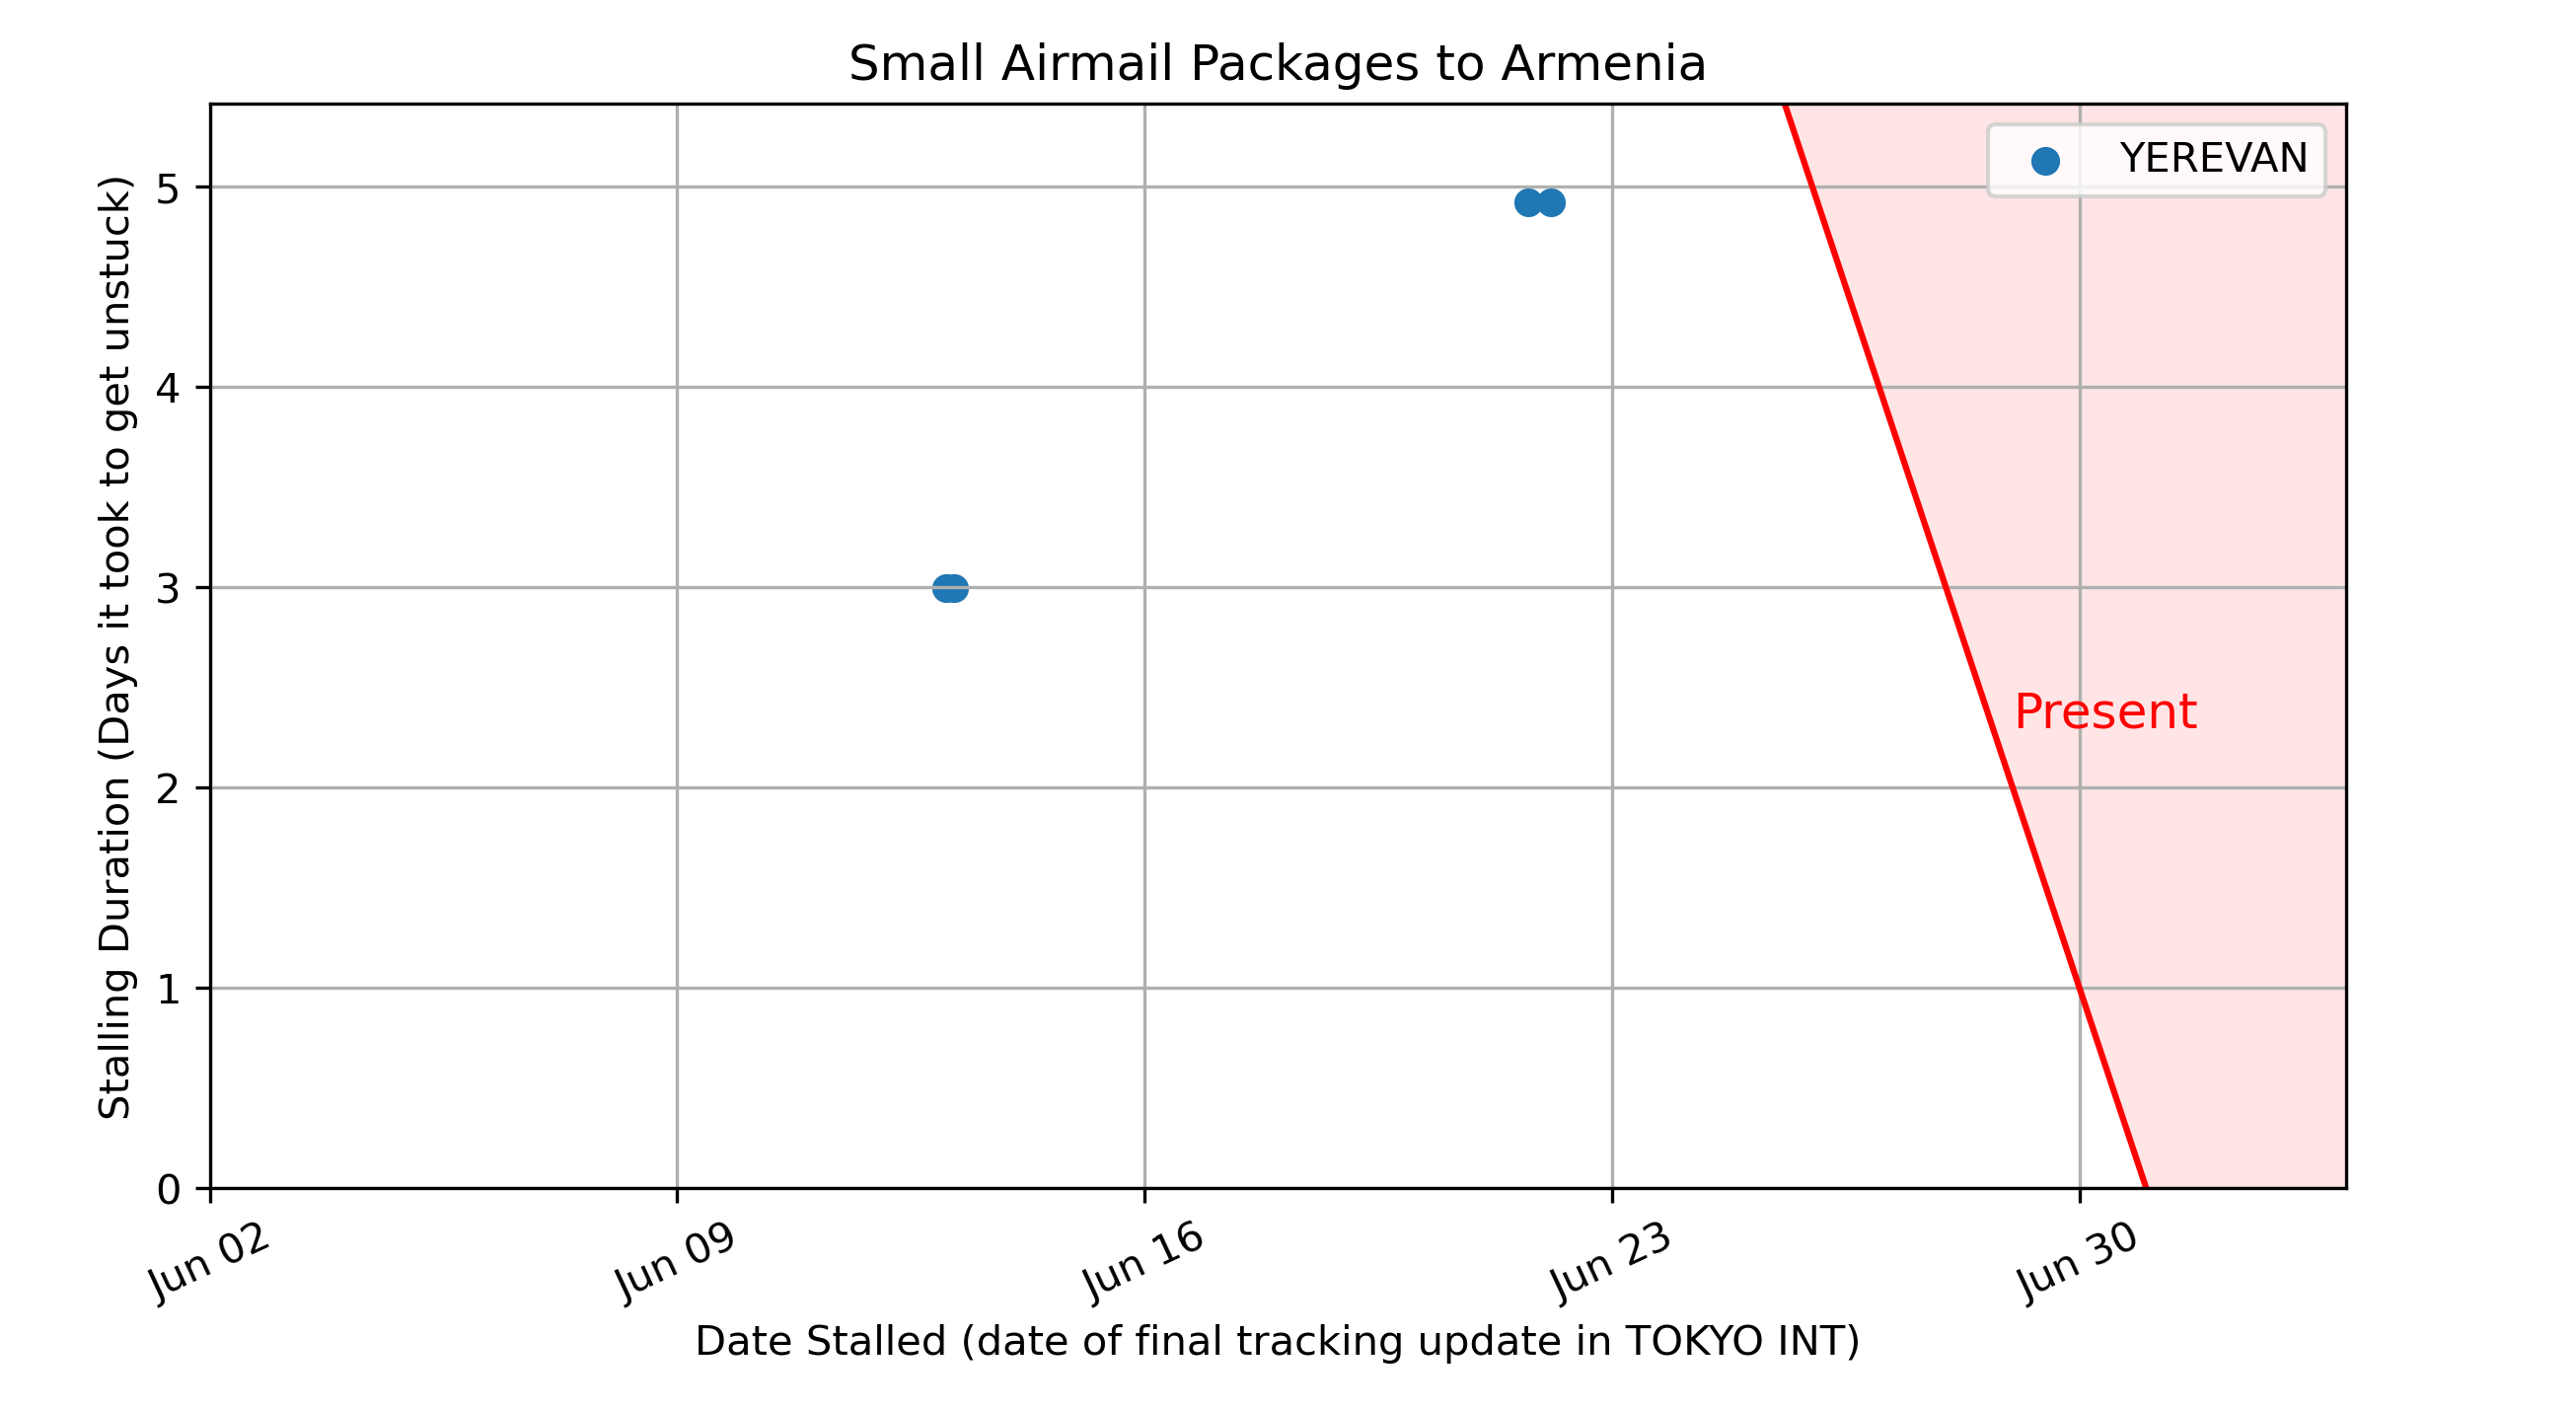 Small Airmail Packages to Armenia
YEREVAN
Stalling Duration (Days it took to get unstuck)
5
4
3
2
1
0
Present
Jun 02
Jun 09
Jun 16
Jun 23
Jun 30
Date Stalled (date of final tracking update in TOKYO INT)